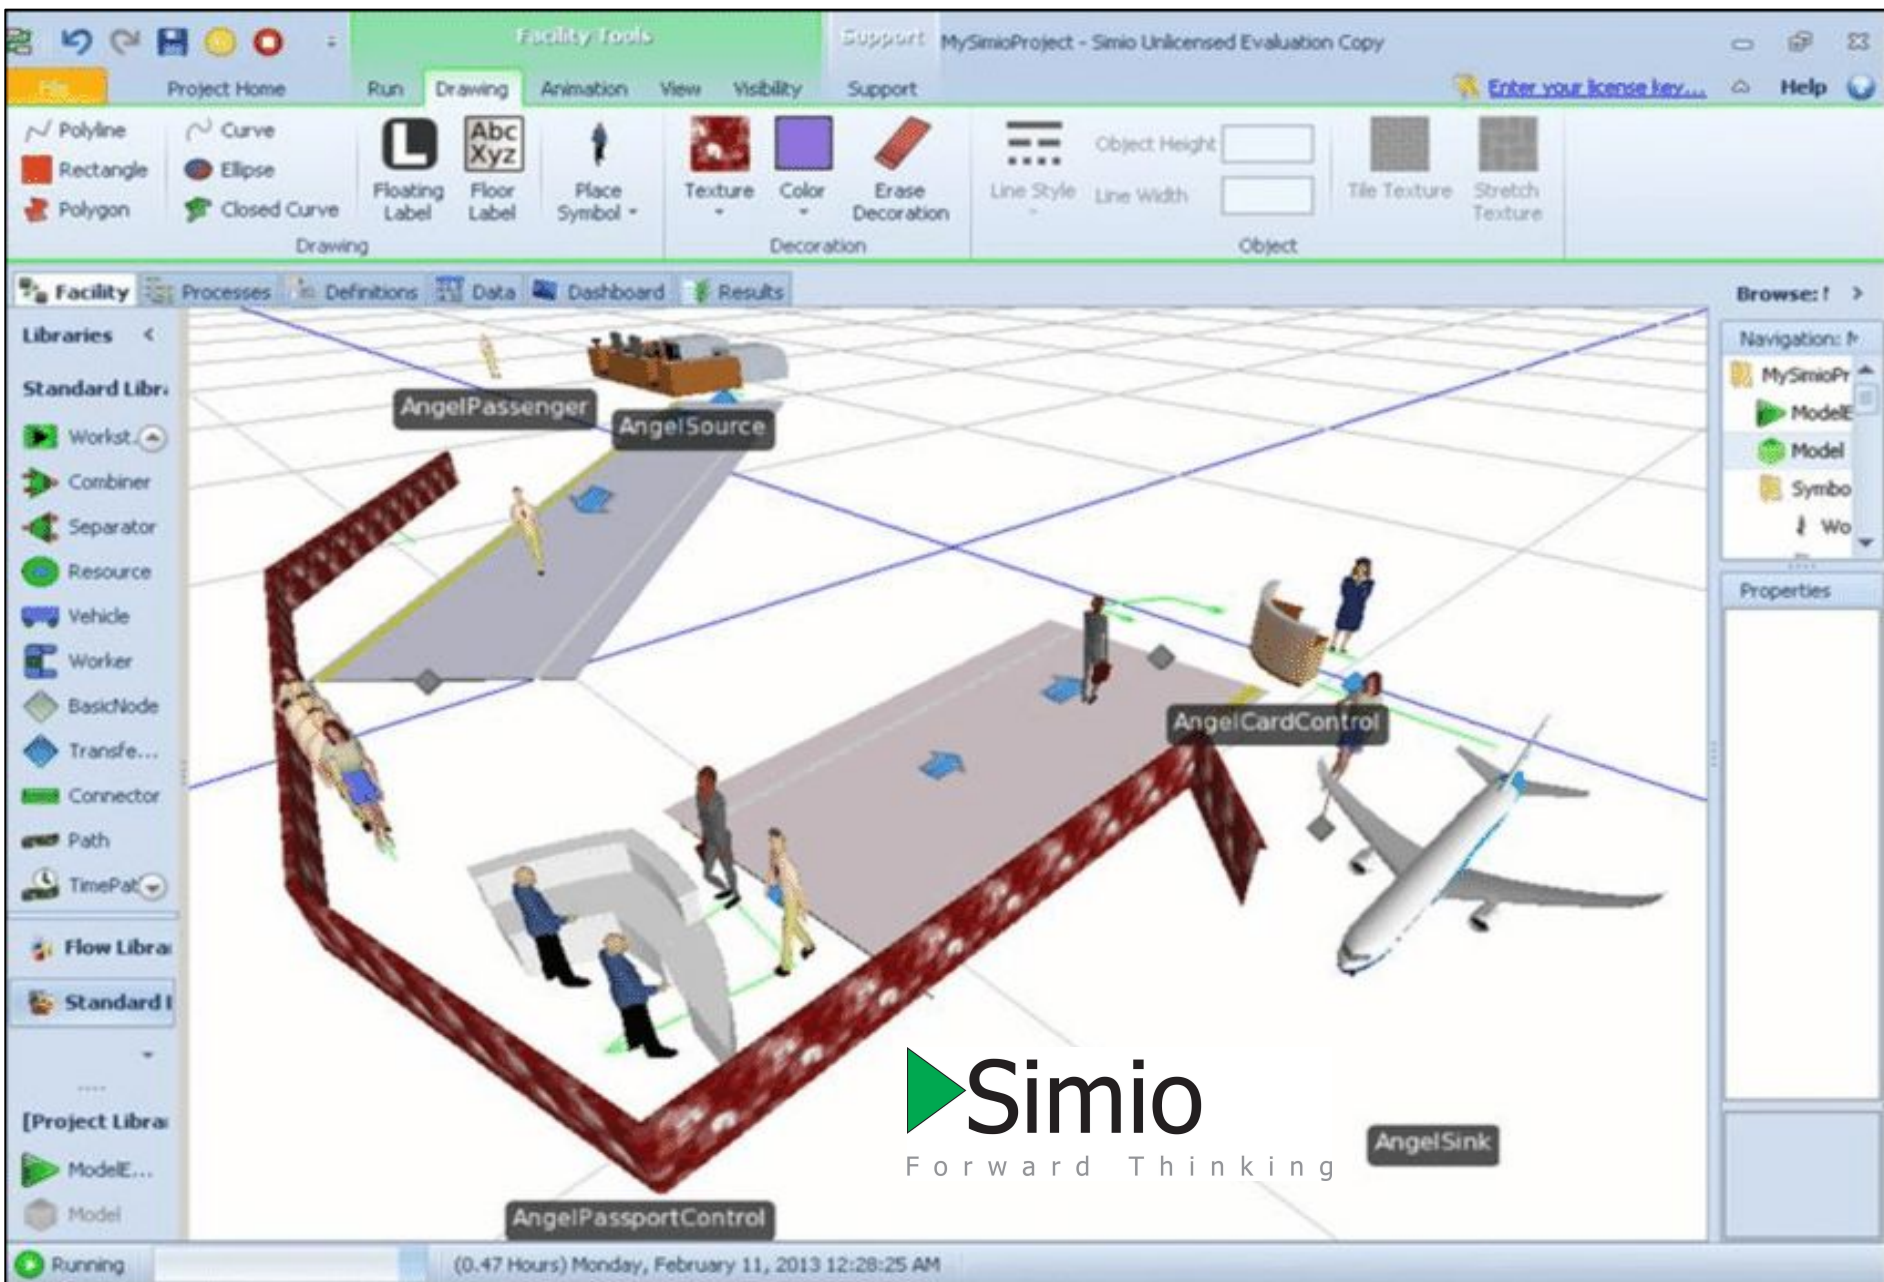 Facility Tools
Support
MySimioProject - Simio Unlicensed Evaluation Copy
File
Project Home
Run
Drawing
Animation
View
Visibility
Support
Enter your license key...
Help
Polyline
Curve
Rectangle
Ellipse
Polygon
Closed Curve
L
Floating
Label
Abc
Xyz
Floor
Label
Place
Symbol
Drawing
Texture
Color
Erase
Decoration
Decoration
Line Style
Object Height
Line Width
Tile Texture
Stretch
Texture
Object
Facility
Processes
Definitions
Data
Dashboard
Results
Browse:
Libraries
Standard Libr
Workst.
Combiner
Separator
Resource
Vehicle
Worker
BasicNode
Transfe...
Connector
Path
TimePat
Flow Libra
Standard l
[Project Libra
ModelE...
Model
AngelPassenger
AngelSource
AngelCardControl
AngelSink
AngelPassportControl
Simio
Forward Thinking
Navigation:
MySimioPr
ModelE
Model
Symbo
Wo
Properties
Running
(0.47 Hours) Monday, February 11, 2013 12:28:25 AM